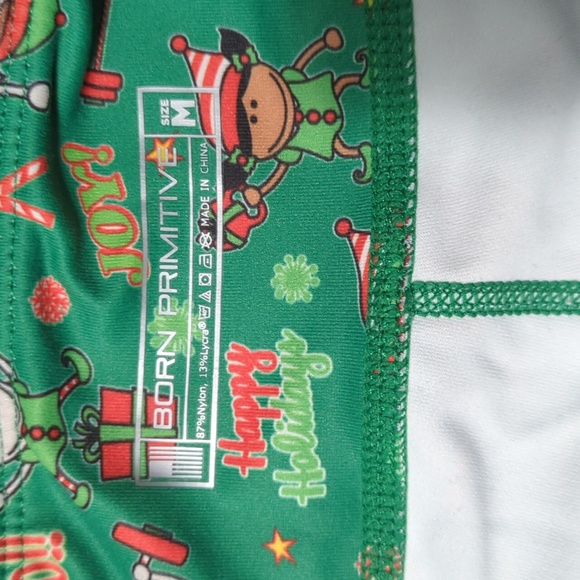 JOY!
BORN PRIMITIVE
SIZE
M
87%Nylon, 13%Lycra®
MADE IN CHINA
Happy
Holidays